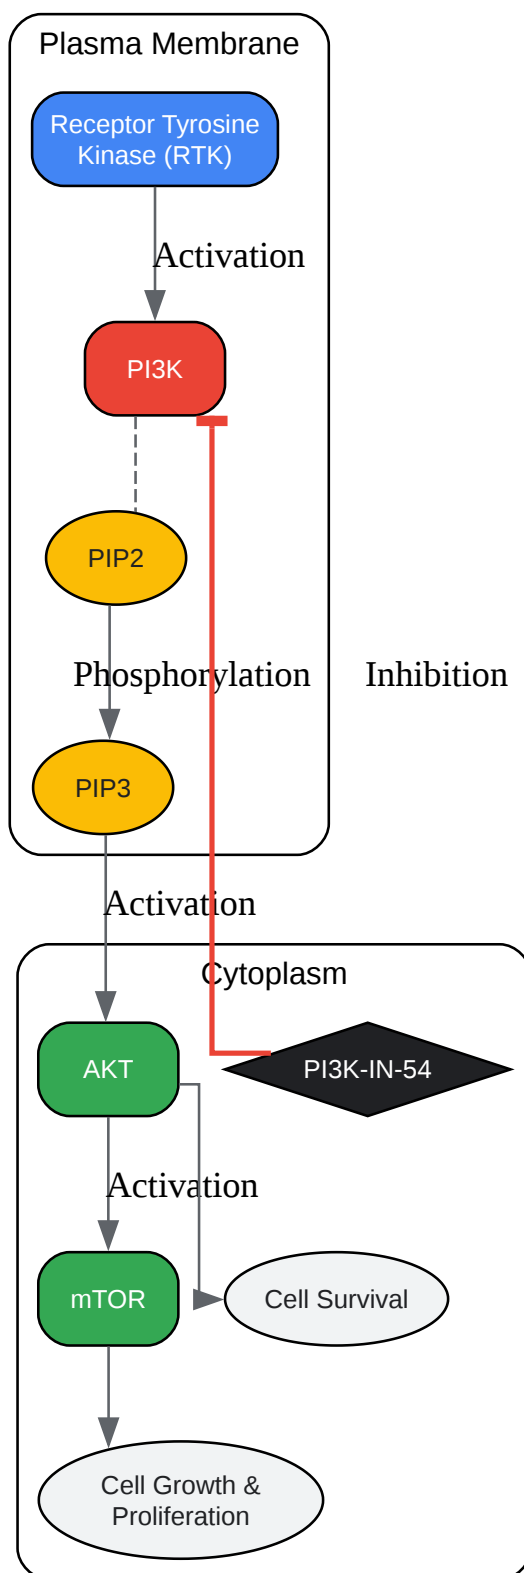 Plasma Membrane
Receptor Tyrosine
Kinase (RTK)
Activation
PI3K
PIP2
Phosphorylation
Inhibition
PIP3
Activation
Cytoplasm
AKT
PI3K-IN-54
Activation
mTOR
Cell Survival
Cell Growth &
Proliferation